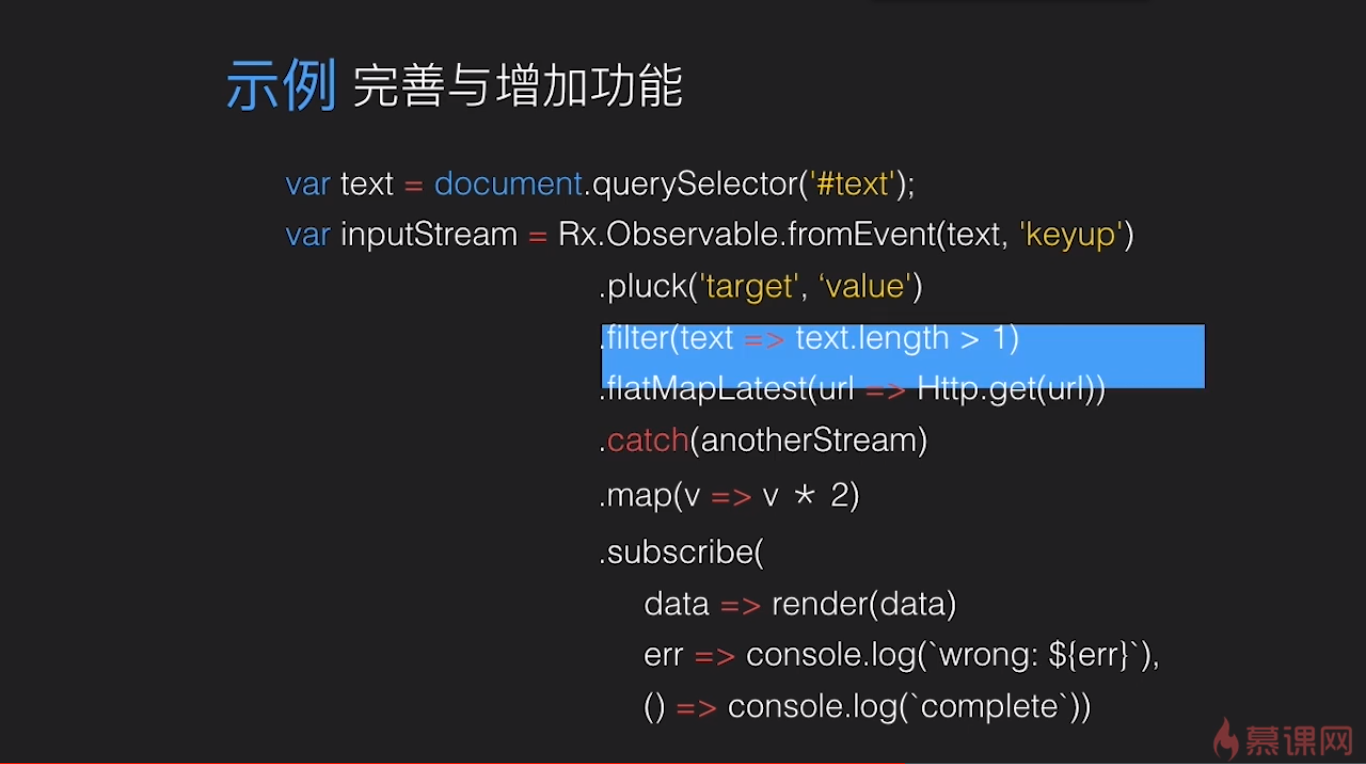 示例 完善与增加功能
var text = document.querySelector('#text');
var inputStream = Rx.Observable.fromEvent(text, 'keyup')
.pluck('target', ‘value')
.filter(text => text.length > 1)
.flatMapLatest(url => Http.get(url))
.catch(anotherStream)
.map(v => v * 2)
.subscribe(
data => render(data)
err => console.log(`wrong: ${err}`),
() => console.log(`complete`))
慕课网